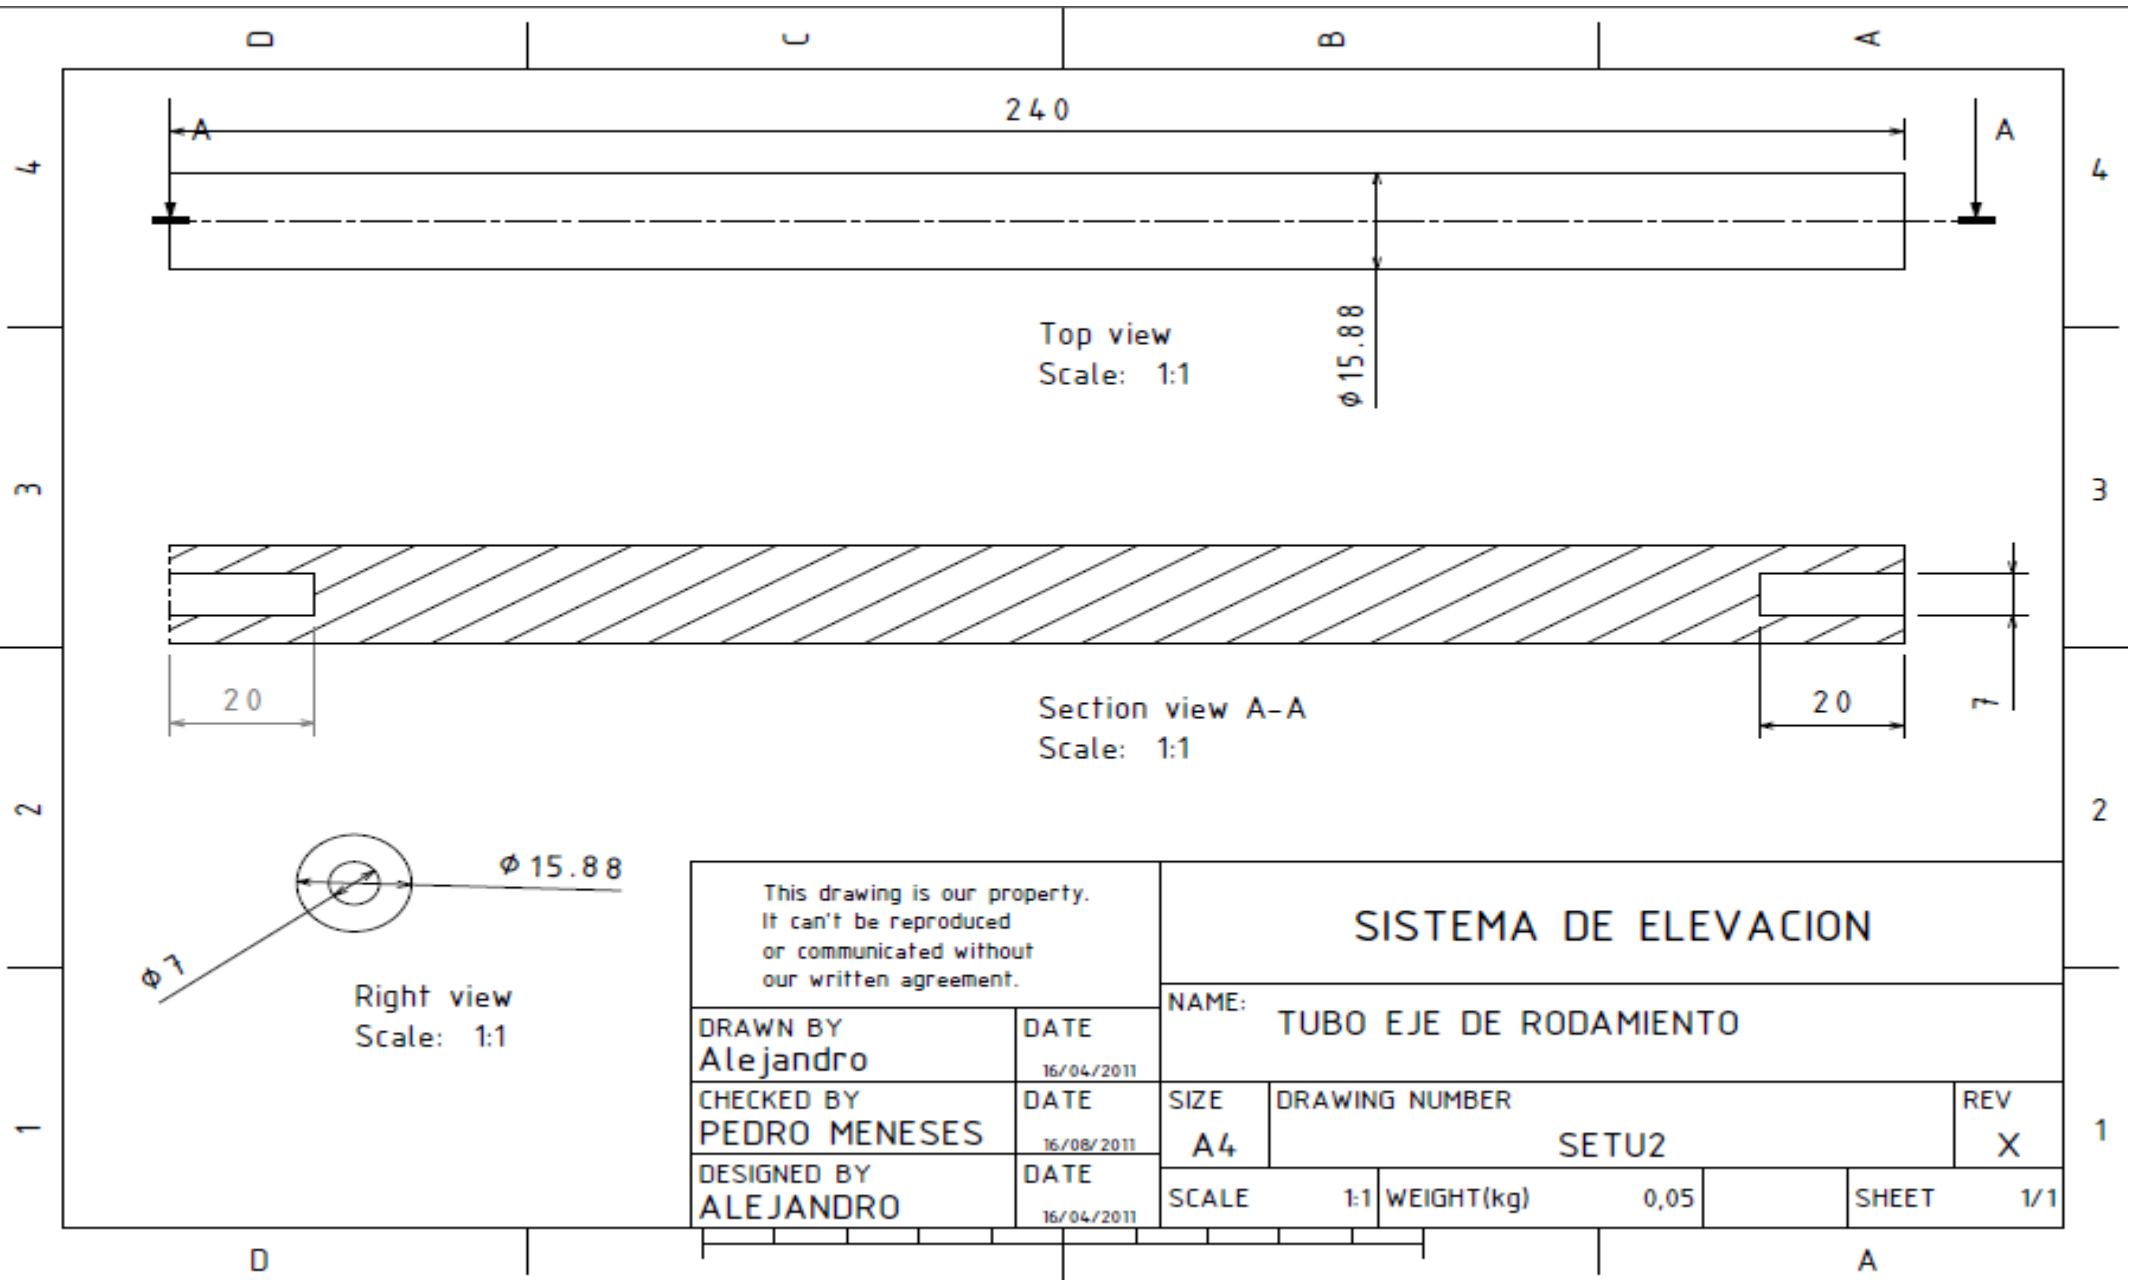 D C B A
240
A A
4 4
Top view
Scale: 1:1
⌀15.88
3 3
20
20
7
Section view A-A
Scale: 1:1
2 2
⌀15.88
⌀7
Right view
Scale: 1:1
This drawing is our property.
It can't be reproduced
or communicated without
our written agreement.
SISTEMA DE ELEVACION
NAME:
TUBO EJE DE RODAMIENTO
DRAWN BY
Alejandro
DATE
16/04/2011
CHECKED BY
PEDRO MENESES
DATE
16/08/2011
DESIGNED BY
ALEJANDRO
DATE
16/04/2011
SIZE
A4
DRAWING NUMBER
SETU2
REV
X
SCALE 1:1
WEIGHT(kg) 0,05
SHEET 1/1
1 1
D A